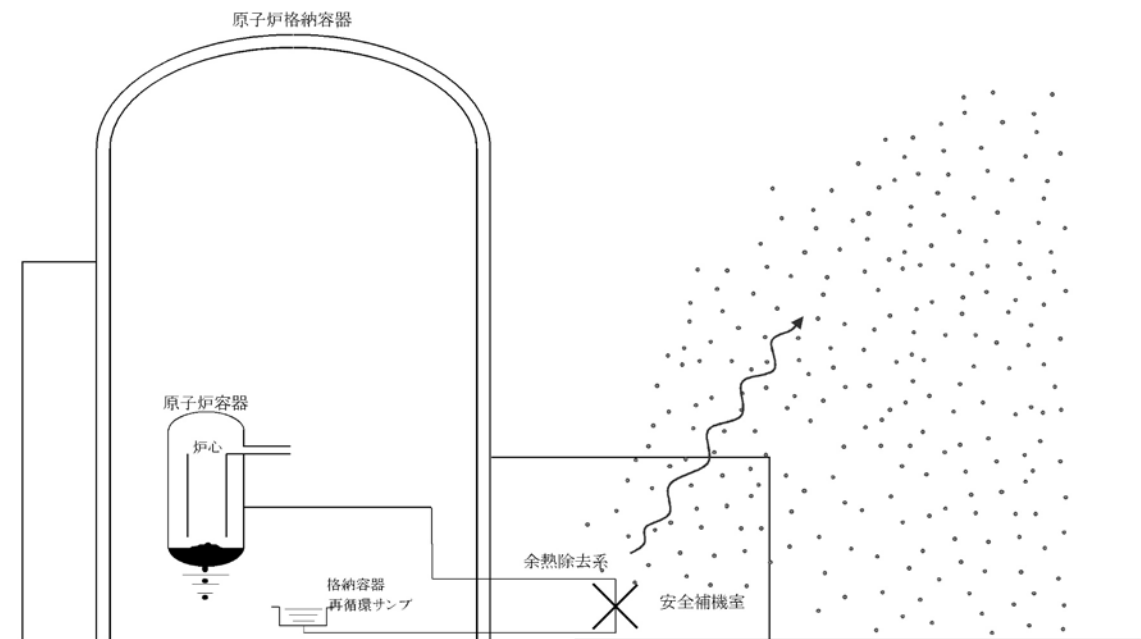 原子炉格納容器
原子炉容器
炉心
余熱除去系
格納容器
再循環サンプ
安全補機室